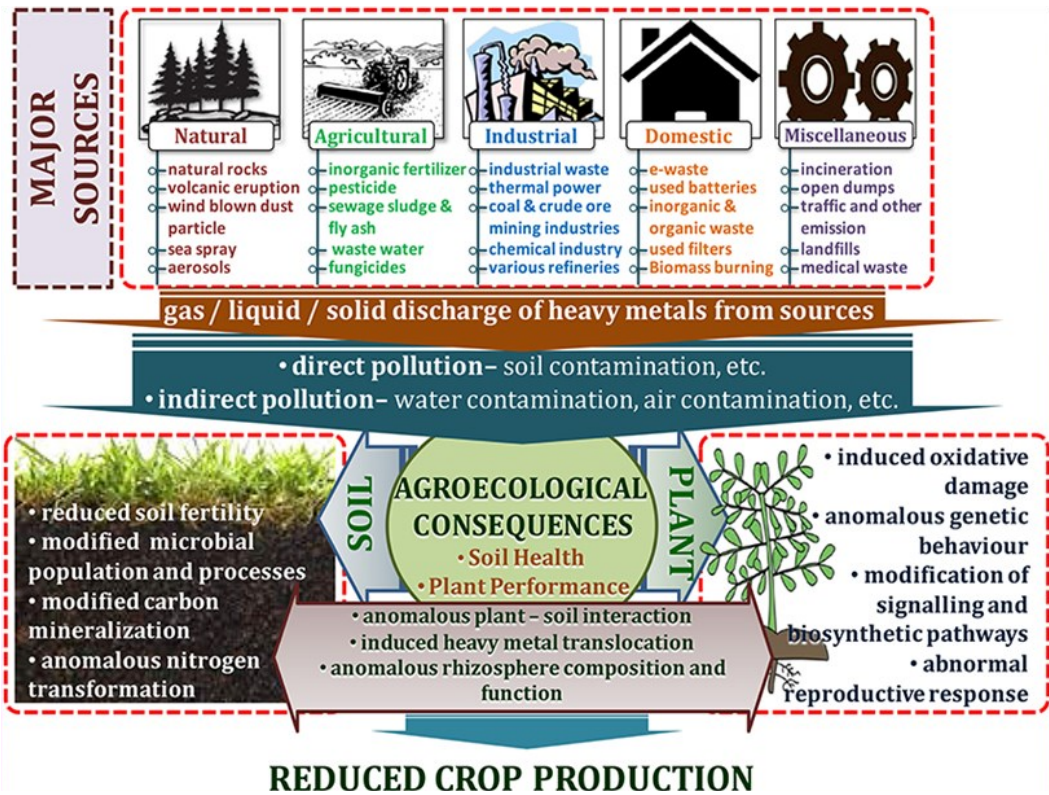 MAJOR
SOURCES
Natural
natural rocks
volcanic eruption
wind blown dust
particle
sea spray
aerosols
Agricultural
inorganic fertilizer
pesticide
sewage sludge &
fly ash
waste water
fungicides
Industrial
industrial waste
thermal power
coal & crude ore
mining industries
chemical industry
various refineries
Domestic
e-waste
used batteries
inorganic &
organic waste
used filters
Biomass burning
Miscellaneous
incineration
open dumps
traffic and other
emission
landfills
medical waste
gas / liquid / solid discharge of heavy metals from sources
• direct pollution– soil contamination, etc.
• indirect pollution– water contamination, air contamination, etc.
• reduced soil fertility
• modified microbial
population and processes
• modified carbon
mineralization
• anomalous nitrogen
transformation
SOIL
AGROECOLOGICAL
CONSEQUENCES
• Soil Health
• Plant Performance
PLANT
• induced oxidative
damage
• anomalous genetic
behaviour
• modification of
signalling and
biosynthetic pathways
• abnormal
reproductive response
• anomalous plant – soil interaction
• induced heavy metal translocation
• anomalous rhizosphere composition and
function
REDUCED CROP PRODUCTION